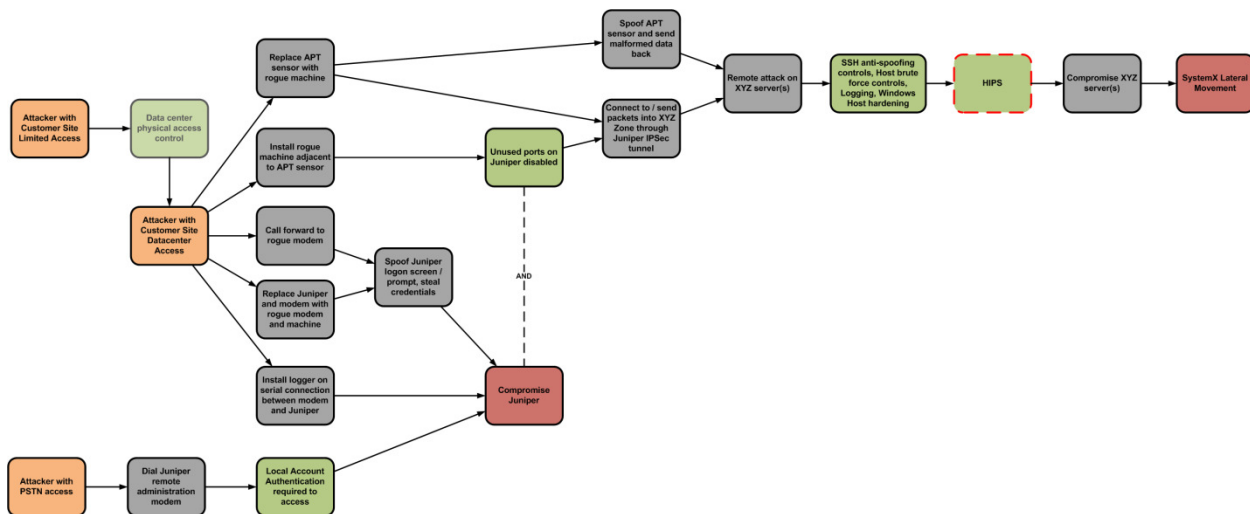 Attacker with
Customer Site
Limited Access
Data center
physical access
control
Attacker with
Customer Site
Datacenter
Access
Replace APT
sensor with
rogue machine
Install rogue
machine adjacent
to APT sensor
Call forward to
rogue modem
Replace Juniper
and modem with
rogue modem
and machine
Install logger on
serial connection
between modem
and Juniper
Spoof Juniper
logon screen /
prompt, steal
credentials
Unused ports on
Juniper disabled
AND
Compromise
Juniper
Spoof APT
sensor and send
malformed data
back
Connect to / send
packets into XYZ
Zone through
Juniper IPSec
tunnel
Remote attack on
XYZ server(s)
SSH anti-spoofing
controls, Host brute
force controls,
Logging, Windows
Host hardening
HIPS
Compromise XYZ
server(s)
SystemX Lateral
Movement
Attacker with
PSTN access
Dial Juniper
remote
administration
modem
Local Account
Authentication
required to
access